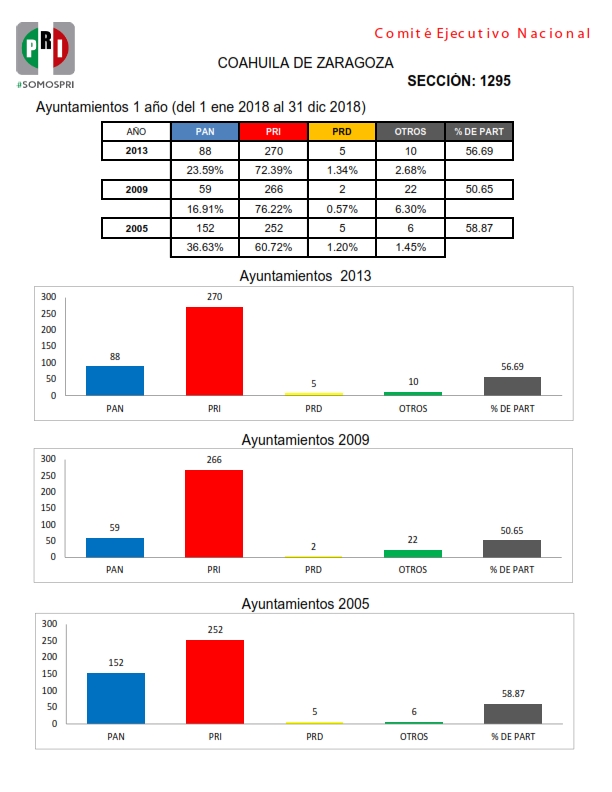 PRI
#SOMOSPRI
Comité Ejecutivo Nacional
COAHUILA DE ZARAGOZA
SECCIÓN: 1295
Ayuntamientos 1 año (del 1 ene 2018 al 31 dic 2018)
AÑO PAN PRI PRD OTROS % DE PART
2013 88 270 5 10 56.69
23.59% 72.39% 1.34% 2.68%
2009 59 266 2 22 50.65
16.91% 76.22% 0.57% 6.30%
2005 152 252 5 6 58.87
36.63% 60.72% 1.20% 1.45%
Ayuntamientos 2013
300
250
200
150
100
50
0
88 270 5 10 56.69
PAN PRI PRD OTROS % DE PART
Ayuntamientos 2009
300
250
200
150
100
50
0
59 266 2 22 50.65
PAN PRI PRD OTROS % DE PART
Ayuntamientos 2005
300
250
200
150
100
50
0
152 252 5 6 58.87
PAN PRI PRD OTROS % DE PART